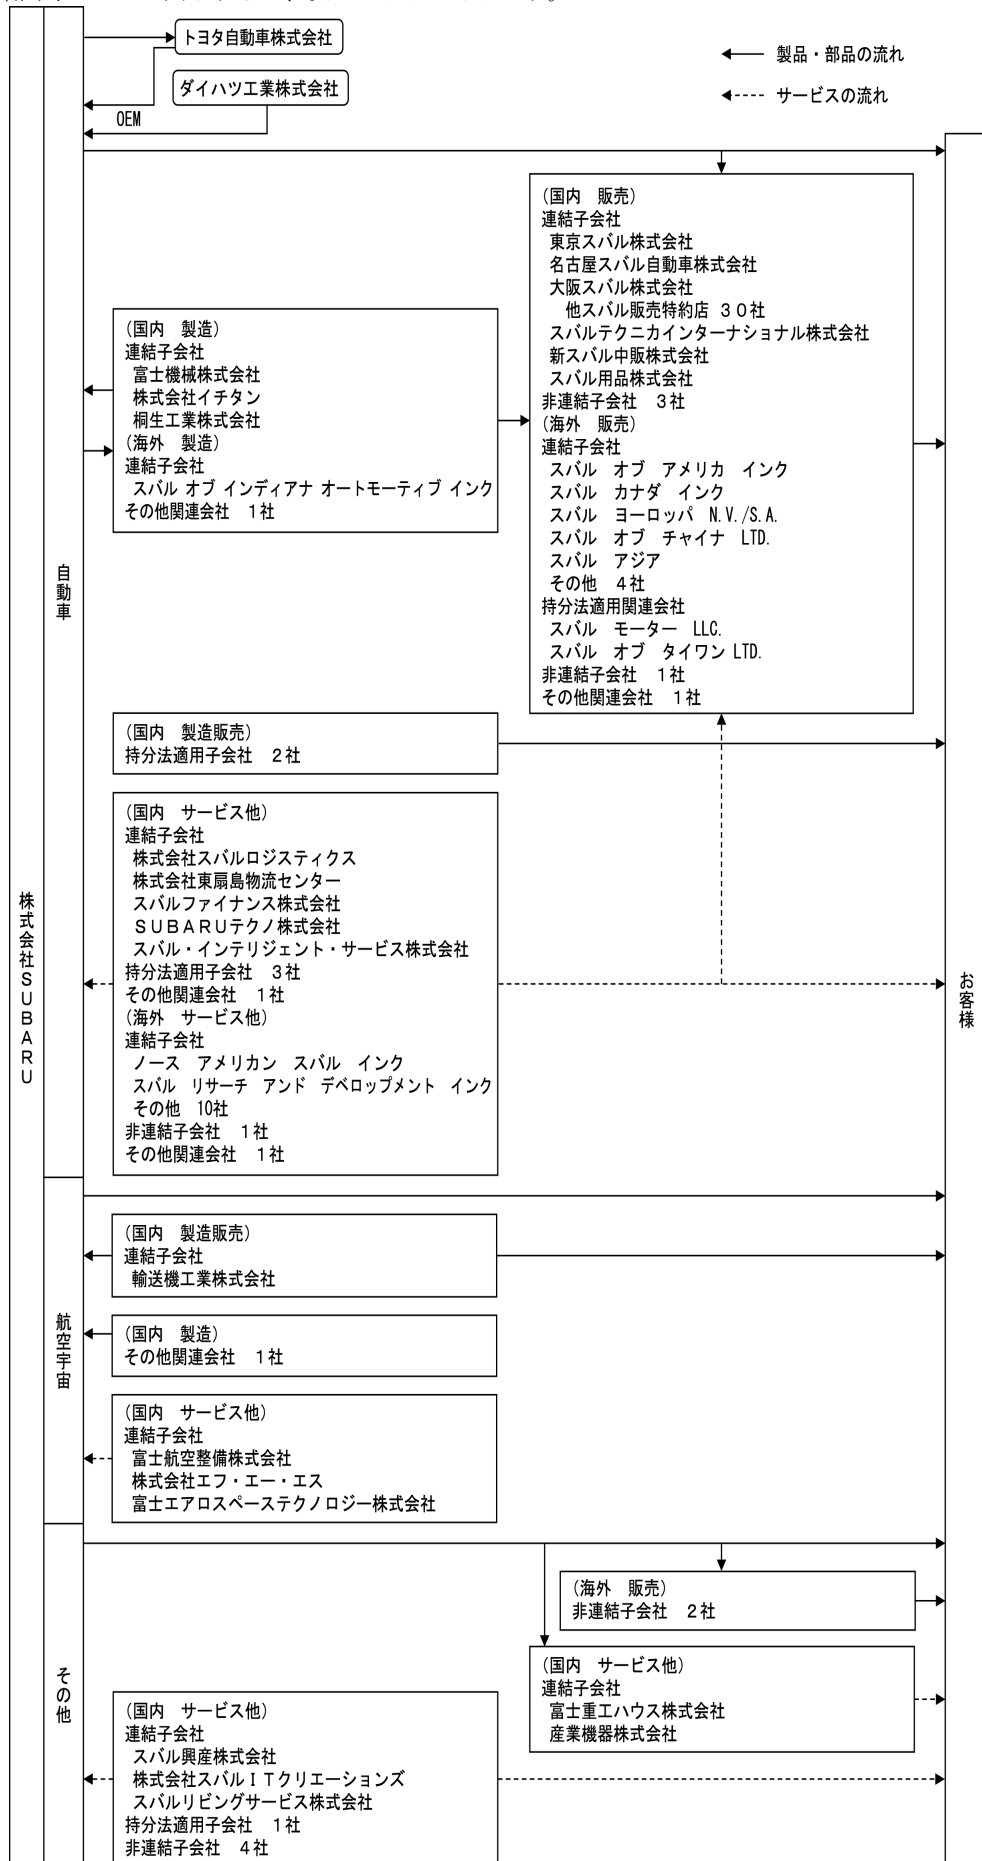 トヨタ自動車株式会社
ダイハツ工業株式会社
OEM
製品・部品の流れ
サービスの流れ
株式会社SUBARU
自動車
(国内 製造)
連結子会社
富士機械株式会社
株式会社イチタン
桐生工業株式会社
(海外 製造)
連結子会社
スバル オブ インディアナ オートモーティブ インク
その他関連会社 1社
(国内 販売)
連結子会社
東京スバル株式会社
名古屋スバル自動車株式会社
大阪スバル株式会社
他スバル販売特約店 30社
スバルテクニカインターナショナル株式会社
新スバル中販株式会社
スバル用品株式会社
非連結子会社 3社
(海外 販売)
連結子会社
スバル オブ アメリカ インク
スバル カナダ インク
スバル ヨーロッパ N.V./S.A.
スバル オブ チャイナ LTD.
スバル アジア
その他 4社
持分法適用関連会社
スバル モーター LLC.
スバル オブ タイワン LTD.
非連結子会社 1社
その他関連会社 1社
(国内 製造販売)
持分法適用子会社 2社
(国内 サービス他)
連結子会社
株式会社スバルロジスティクス
株式会社東扇島物流センター
スバルファイナンス株式会社
SUBARUテクノ株式会社
スバル・インテリジェント・サービス株式会社
持分法適用子会社 3社
その他関連会社 1社
(海外 サービス他)
連結子会社
ノース アメリカン スバル インク
スバル リサーチ アンド デベロップメント インク
その他 10社
非連結子会社 1社
その他関連会社 1社
お客様
航空宇宙
(国内 製造販売)
連結子会社
輸送機工業株式会社
(国内 製造)
その他関連会社 1社
(国内 サービス他)
連結子会社
富士航空整備株式会社
株式会社エフ・エー・エス
富士エアロスペーステクノロジー株式会社
その他
(海外 販売)
非連結子会社 2社
(国内 サービス他)
連結子会社
富士重工ハウス株式会社
産業機器株式会社
(国内 サービス他)
連結子会社
スバル興産株式会社
株式会社スバルITクリエーションズ
スバルリビングサービス株式会社
持分法適用子会社 1社
非連結子会社 4社